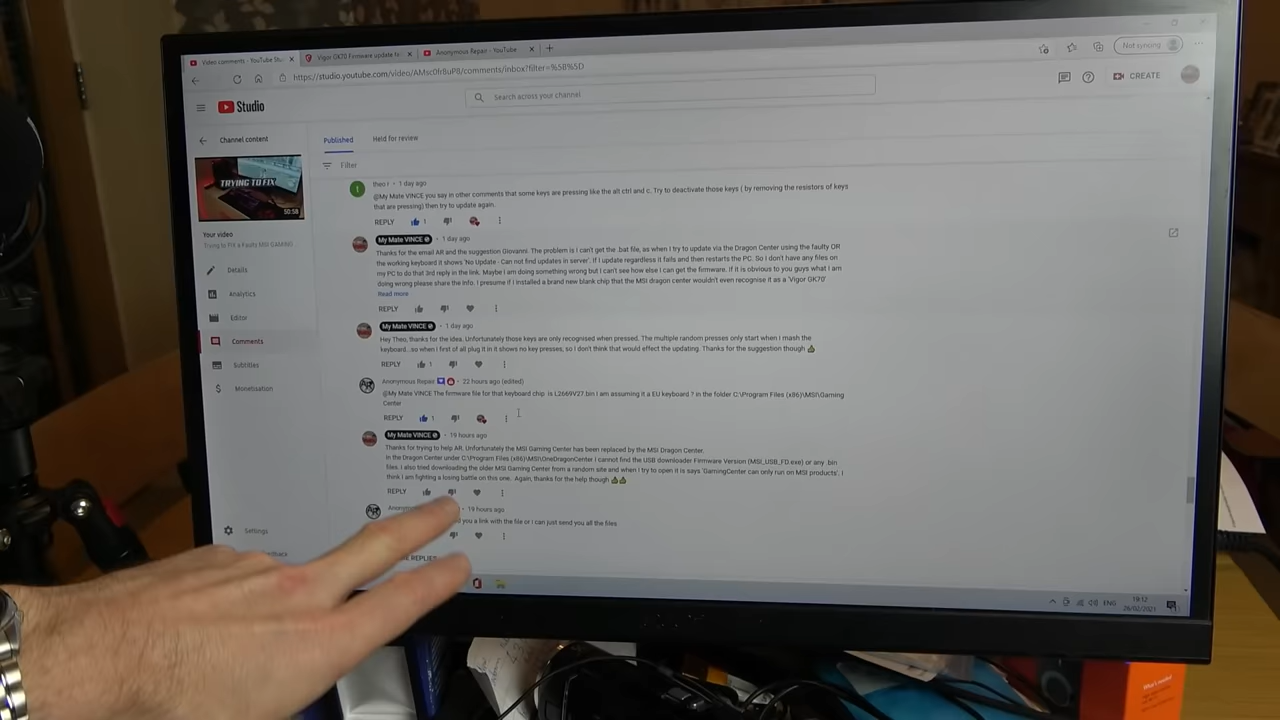 Video comments - YouTube Stu
Vigor GK70 Firmware update fa
Anonymous Repair - YouTube
https://studio.youtube.com/video/AMsc0fr8uP8/comments/inbox?filter=%5B%5D
Not syncing
Studio
Search across your channel
CREATE
Channel content
Published
Held for review
Filter
TRYING TO FIX
50:58
theo r • 1 day ago
@My Mate VINCE you say in other comments that some keys are pressing like the alt ctrl and c. Try to deactivate those keys ( by removing the resistors of keys
that are pressing) then try to update again.
REPLY 1
Your video
Trying to FIX a Faulty MSI GAMING
My Mate VINCE • 1 day ago
Thanks for the email AR and the suggestion Giovanni. The problem is I can't get the .bat file, as when I try to update via the Dragon Center using the faulty OR
the working keyboard it shows 'No Update - Can not find updates in server'. If I update regardless it fails and then restarts the PC. So I don't have any files on
my PC to do that 3rd reply in the link. Maybe I am doing something wrong but I can't see how else I can get the firmware. If it is obvious to you guys what I am
doing wrong please share the info. I presume if I installed a brand new blank chip that the MSI dragon center wouldn't even recognise it as a 'Vigor GK70'
Read more
REPLY
Details
Analytics
Editor
Comments
Subtitles
Monetisation
My Mate VINCE • 1 day ago
Hey Theo, thanks for the idea. Unfortunately those keys are only recognised when pressed. The multiple random presses only start when I mash the
keyboard...so when I first of all plug it in it shows no key presses, so I don't think that would effect the updating. Thanks for the suggestion though 👍
REPLY 1
Anonymous Repair • 22 hours ago (edited)
@My Mate VINCE The firmware file for that keyboard chip is L2669V27.bin I am assuming it a EU keyboard ? in the folder C:\Program Files (x86)\MSI\Gaming
Center
REPLY 1
My Mate VINCE • 19 hours ago
Thanks for trying to help AR. Unfortunately the MSI Gaming Center has been replaced by the MSI Dragon Center.
In the Dragon Center under C:\Program Files (x86)\MSI\OneDragonCenter I cannot find the USB downloader Firmware Version (MSI_USB_FD.exe) or any .bin
files. I also tried downloading the older MSI Gaming Center from a random site and when I try to open it is says 'GamingCenter can only run on MSI products'. I
think I am fighting a losing battle on this one. Again, thanks for the help though 👍👍
REPLY
• 19 hours ago
you a link with the file or i can just send you all the files
REPLIES
Settings
ENG
19:12
26/02/2021
What's needed